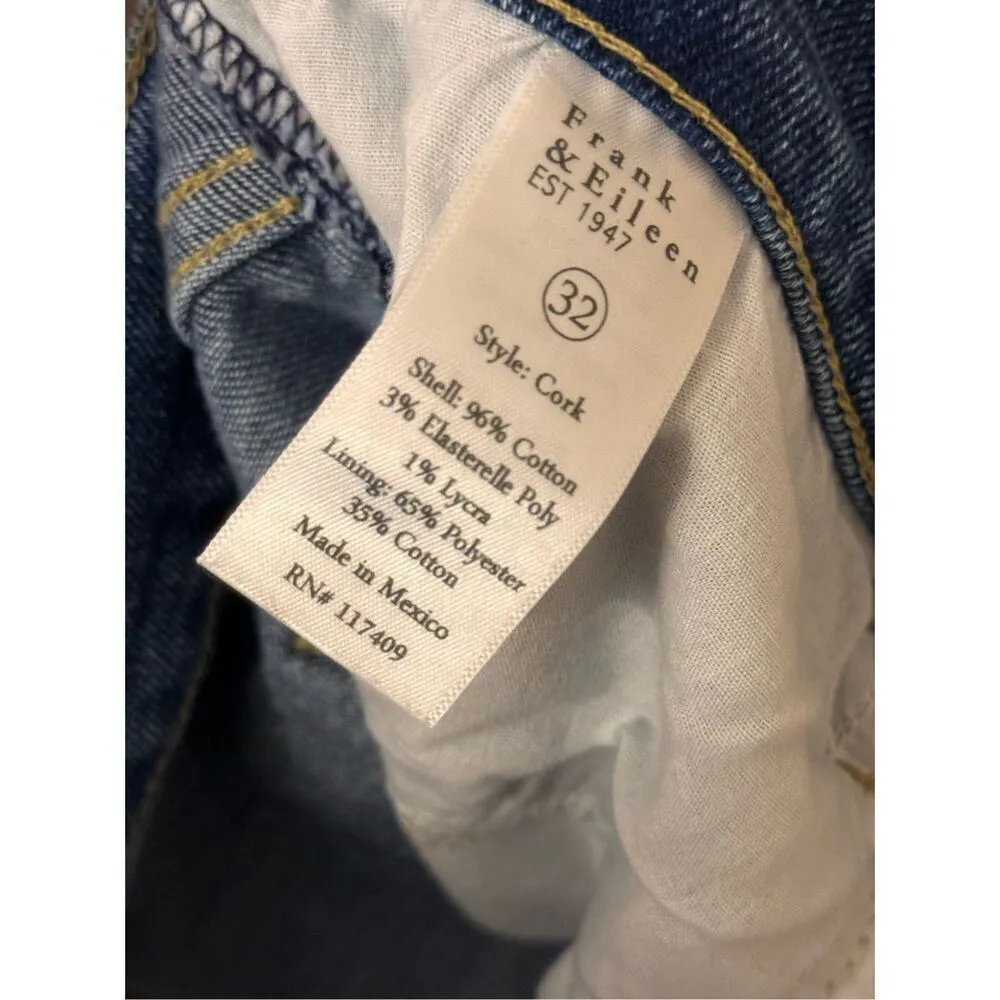 Frank
& Eileen
EST 1947
32
Style: Cork
Shell: 96% Cotton
3% Elasterelle Poly
1% Lycra
Lining: 65% Polyester
35% Cotton
Made in Mexico
RN# 117409